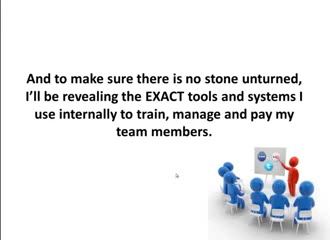 And to make sure there is no stone unturned,
I’ll be revealing the EXACT tools and systems I
use internally to train, manage and pay my
team members.